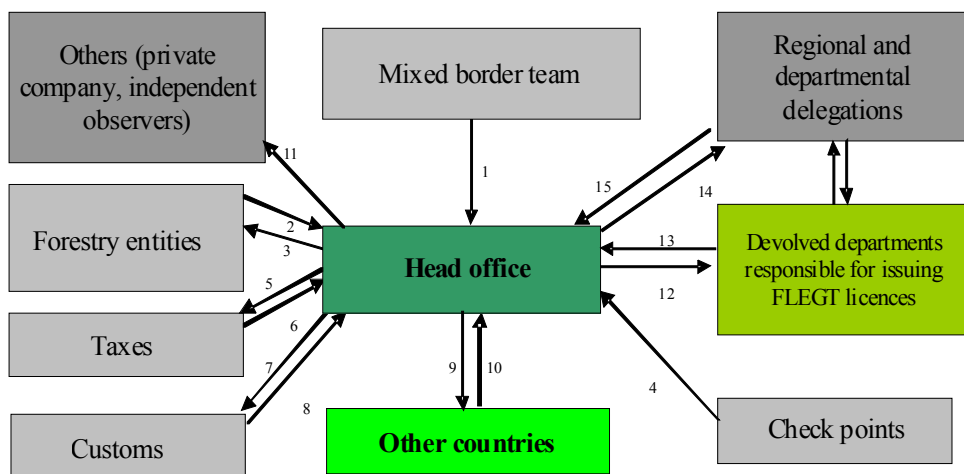 Others (private
company, independent
observers)
Mixed border team
Regional and
departmental
delegations
11
1
15
14
Forestry entities
2
3
Head office
13
12
Devolved departments
responsible for issuing
FLEGT licences
5
6
Taxes
7
8
9
10
4
Customs
Other countries
Check points